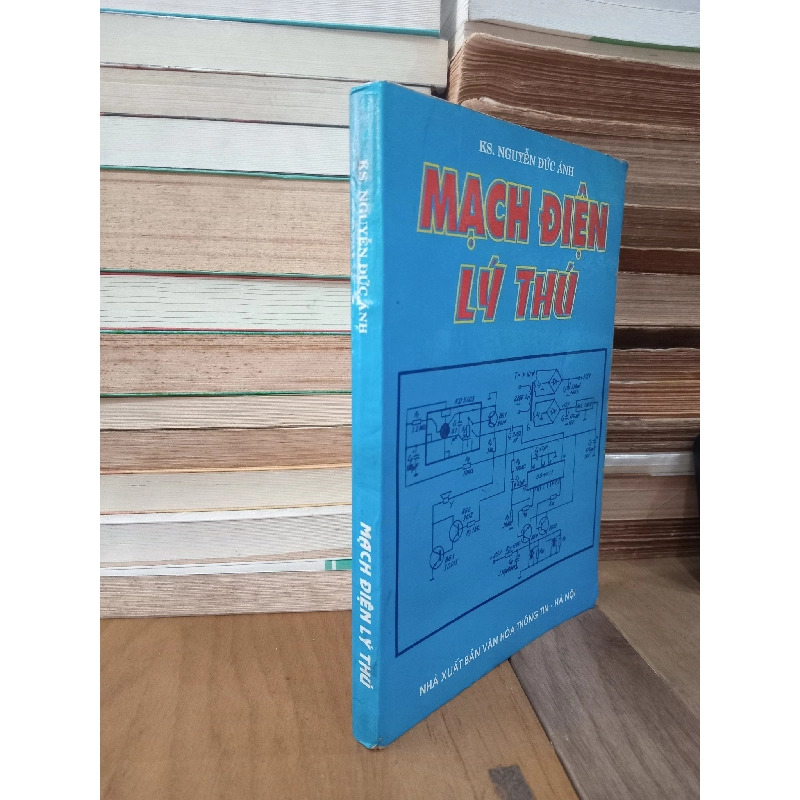 KS. NGUYỄN ĐỨC ÁNH
MẠCH ĐIỆN
LÝ THÚ
NHÀ XUẤT BẢN VĂN HÓA THÔNG TIN - HÀ NỘI
KS. NGUYỄN ĐỨC ÁNH
MẠCH ĐIỆN LÝ THÚ